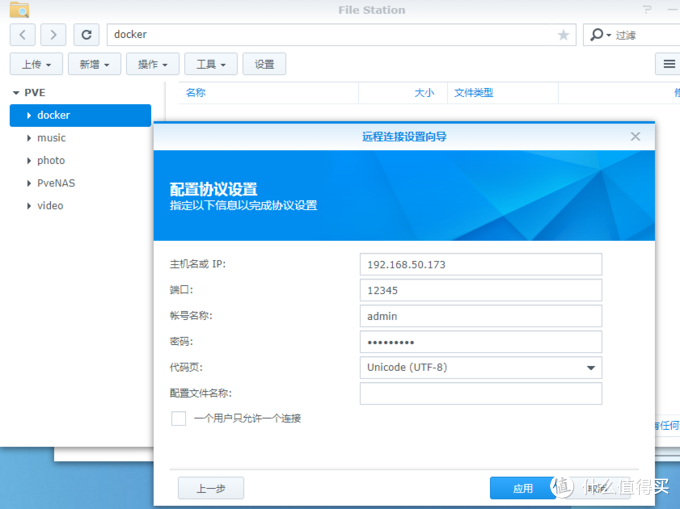 File Station
docker
过滤
上传
新增
操作
工具
设置
PVE
docker
music
photo
PveNAS
video
名称
大小
文件类型
远程连接设置向导
配置协议设置
指定以下信息以完成协议设置
主机名或 IP:
192.168.50.173
端口:
12345
帐号名称:
admin
密码:
•••••••••
代码页:
Unicode (UTF-8)
配置文件名称:
一个用户只允许一个连接
任何
上一步
应用
取消
值 什么值得买